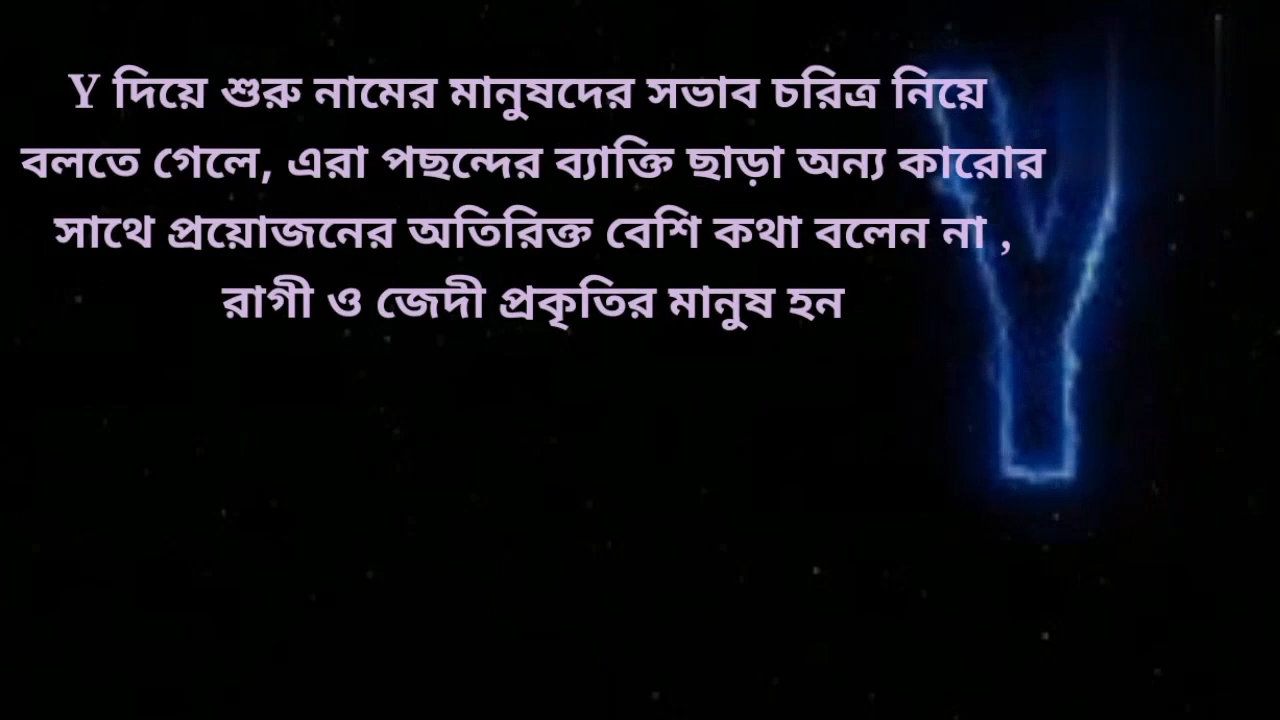 Y দিয়ে শুরু নামের মানুষদের সভাব চরিত্র নিয়ে
বলতে গেলে, এরা পছন্দের ব্যাক্তি ছাড়া অন্য কারোর
সাথে প্রয়োজনের অতিরিক্ত বেশি কথা বলেন না ,
রাগী ও জেদী প্রকৃতির মানুষ হন
Y